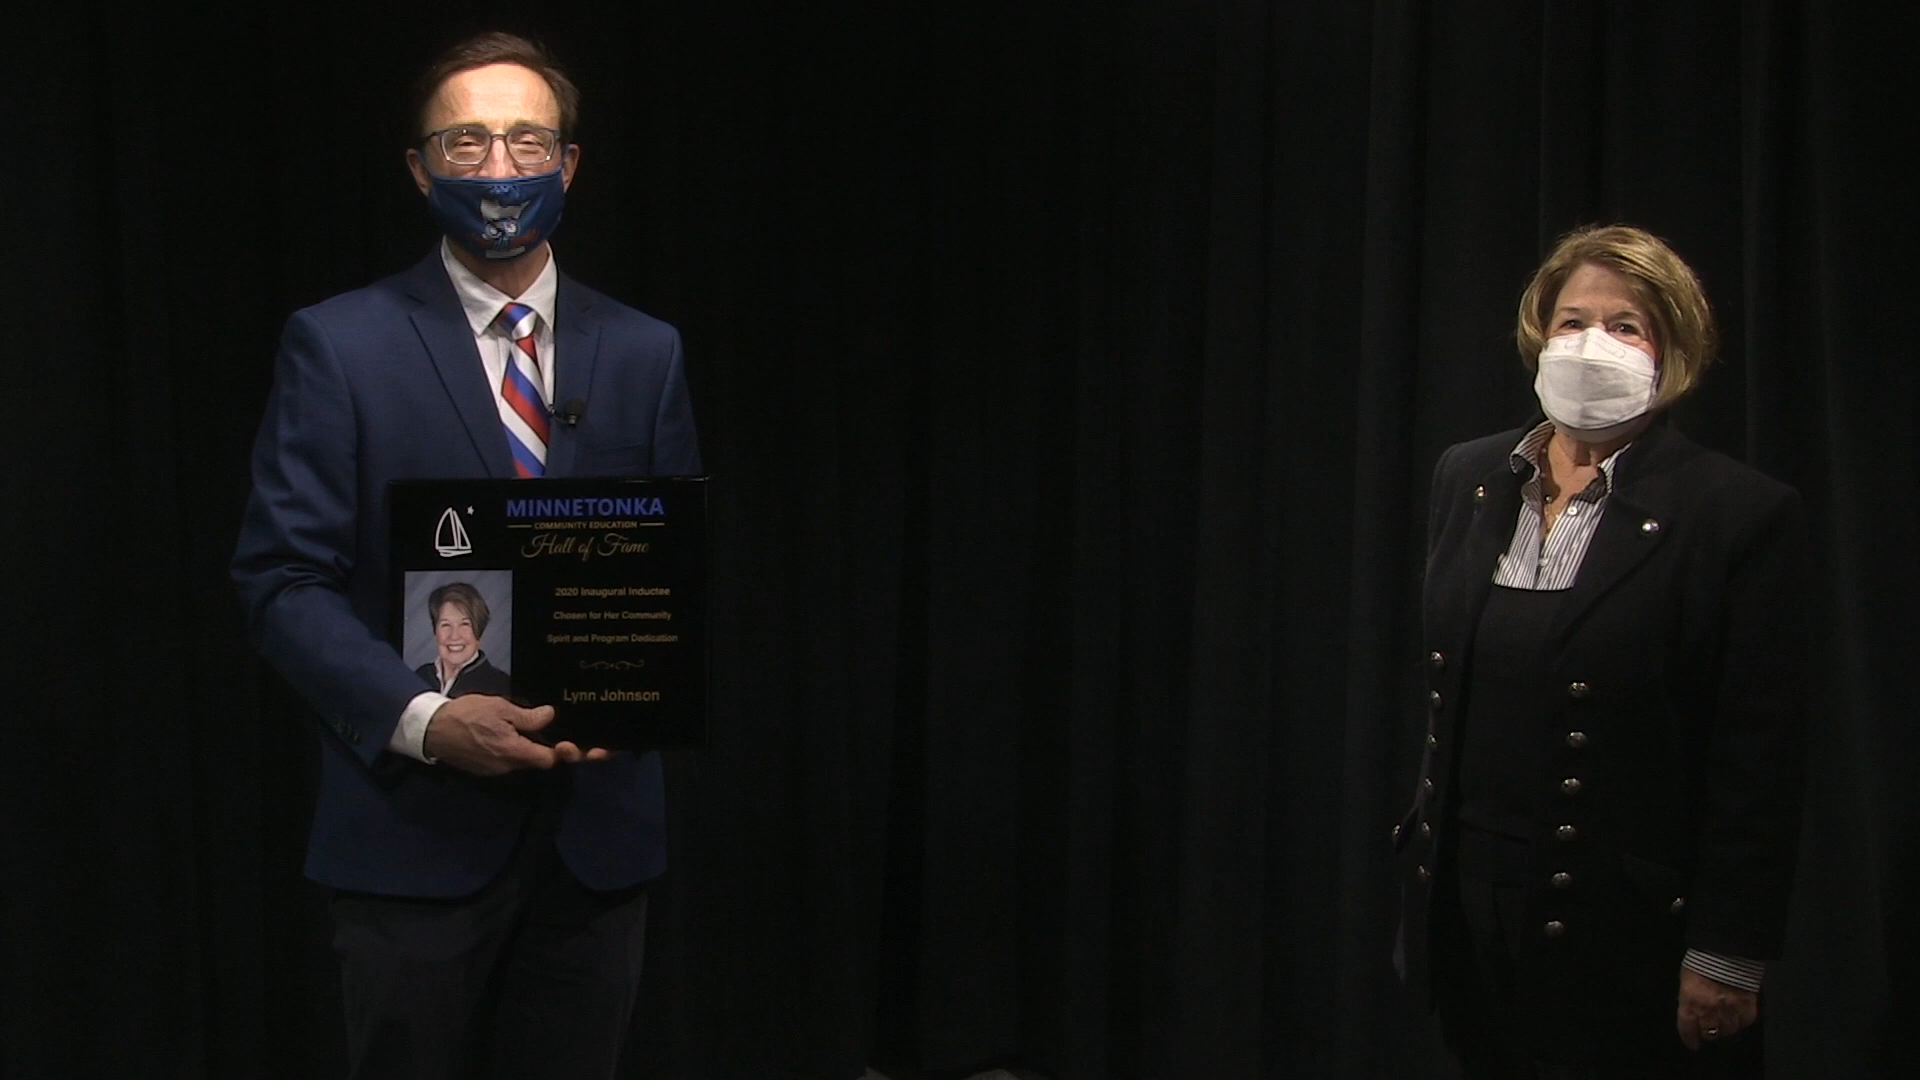 MINNETONKA
COMMUNITY EDUCATION
Hall of Fame
2020 Inaugural Inductee
Chosen for Her Community
Spirit and Program Dedication
Lynn Johnson